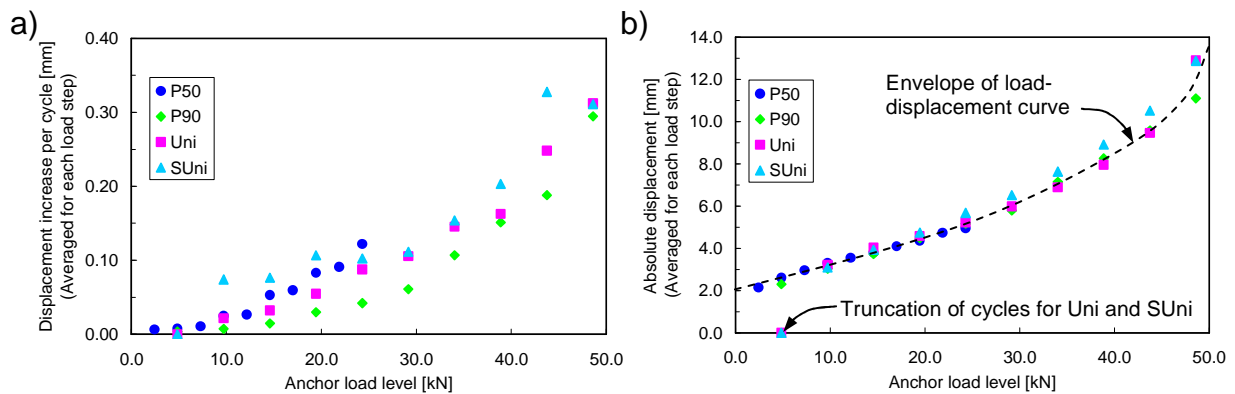 a)
Displacement increase per cycle [mm]
(Averaged for each load step)
0.40
0.30
0.20
0.10
0.00
P50
P90
Uni
SUni
0.0 10.0 20.0 30.0 40.0 50.0
Anchor load level [kN]
b)
Absolute displacement [mm]
(Averaged for each load step)
14.0
12.0
10.0
8.0
6.0
4.0
2.0
0.0
P50
P90
Uni
SUni
Envelope of load-
displacement curve
Truncation of cycles for Uni and SUni
0.0 10.0 20.0 30.0 40.0 50.0
Anchor load level [kN]